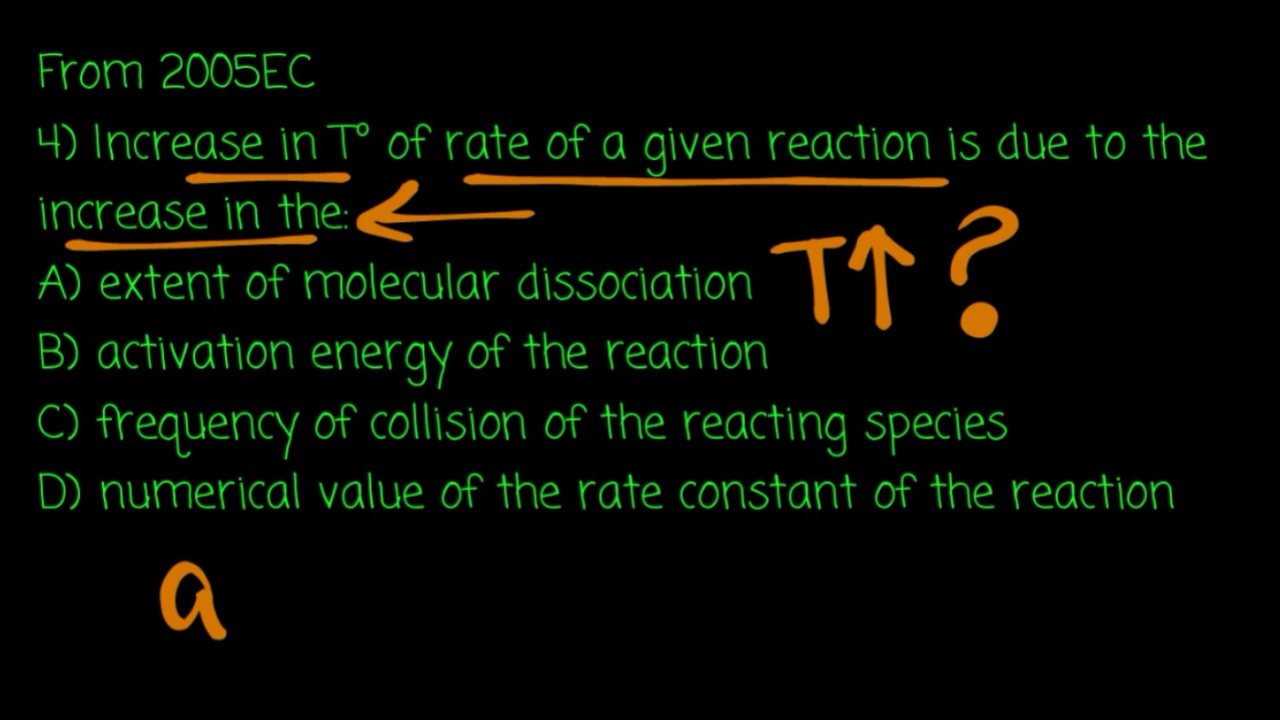 From 2005EC
4) Increase in T° of rate of a given reaction is due to the
increase in the:
T↑ ?
A) extent of molecular dissociation
B) activation energy of the reaction
C) frequency of collision of the reacting species
D) numerical value of the rate constant of the reaction
a